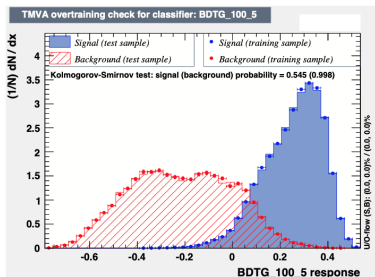 TMVA overtraining check for classifier: BDTG_100_5
(1/N) dN / dx
Signal (test sample)
Background (test sample)
Signal (training sample)
Background (training sample)
Kolmogorov-Smirnov test: signal (background) probability = 0.545 (0.998)
4.5
4
3.5
3
2.5
2
1.5
1
0.5
0
-0.6
-0.4
-0.2
0
0.2
0.4
BDTG_100_5 response
U/O-flow (S,B): (0.0, 0.0)% / (0.0, 0.0)%